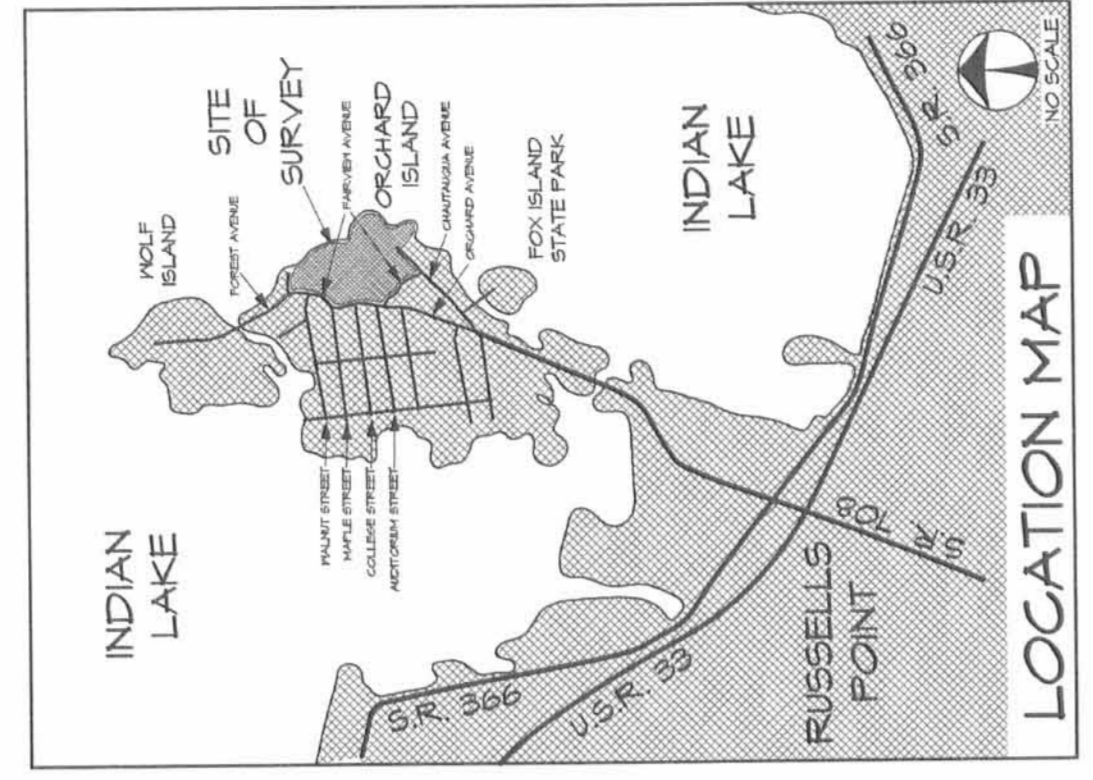 INDIAN
LAKE
WOLF
ISLAND
FOREST AVENUE
SITE
OF
SURVEY
FAIRVIEW AVENUE
ORCHARD
ISLAND
CHAUTAUQUA AVENUE
ORCHARD AVENUE
FOX ISLAND
STATE PARK
WALNUT STREET
MAPLE STREET
COLLEGE STREET
AUDITORIUM STREET
INDIAN
LAKE
S.R. 366
U.S.R. 33
S.R. 708
RUSSELLS
POINT
S.R. 366
U.S.R. 33
NO SCALE
LOCATION MAP